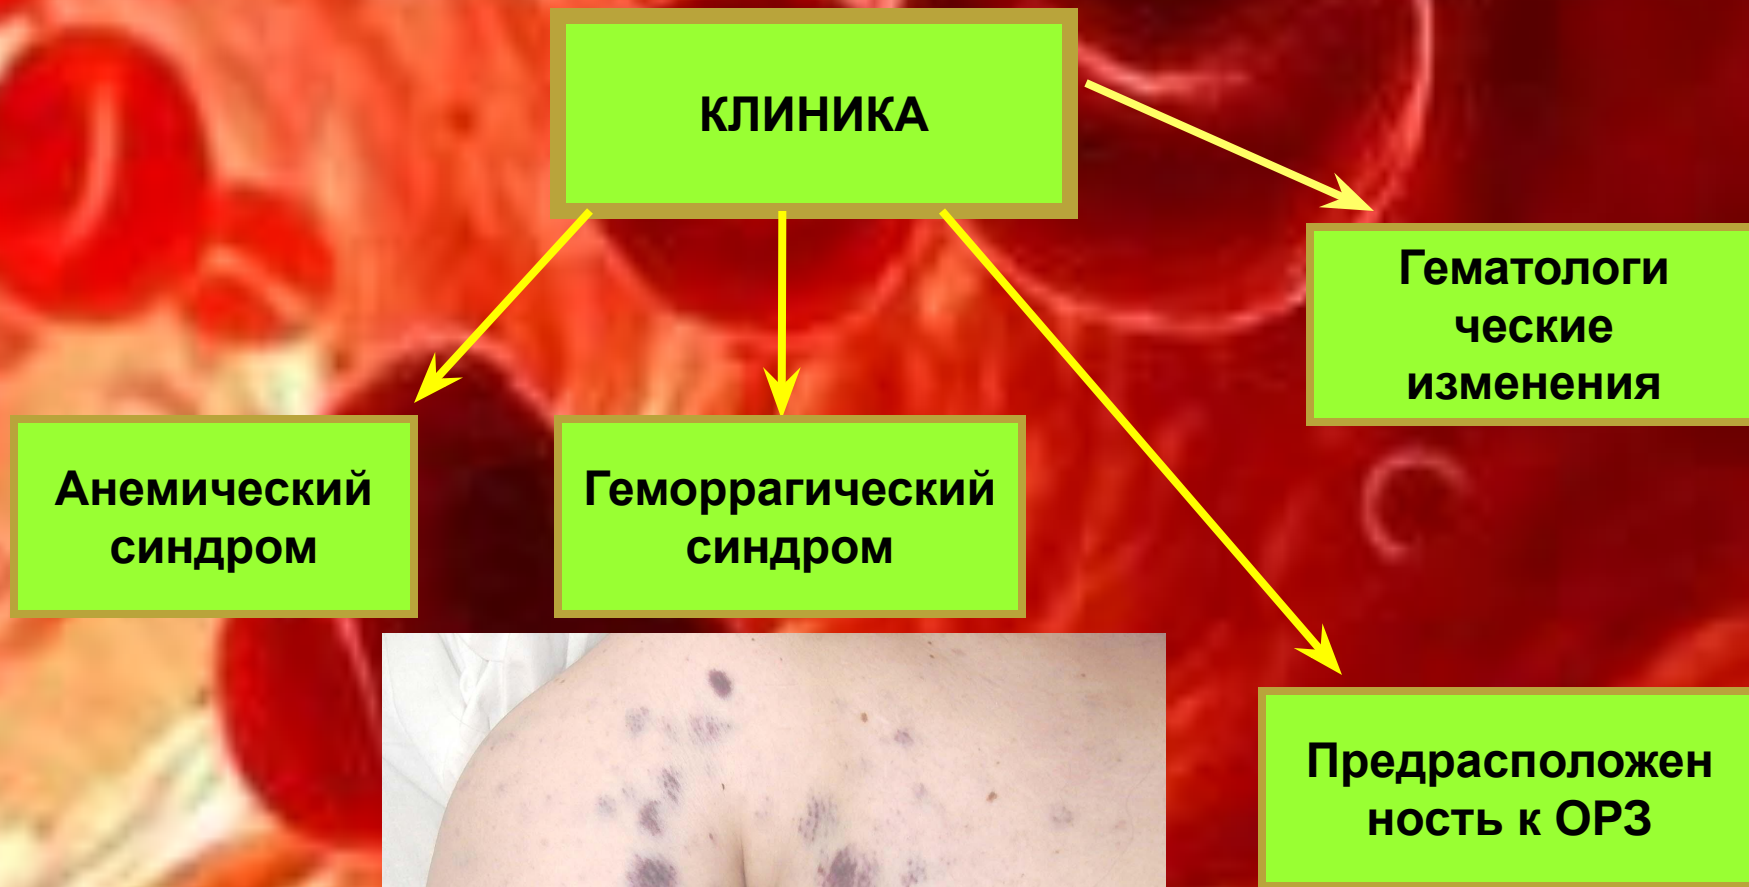 КЛИНИКА
Гематологи
ческие
изменения
Анемический
синдром
Геморрагический
синдром
Предрасположен
ность к ОРЗ